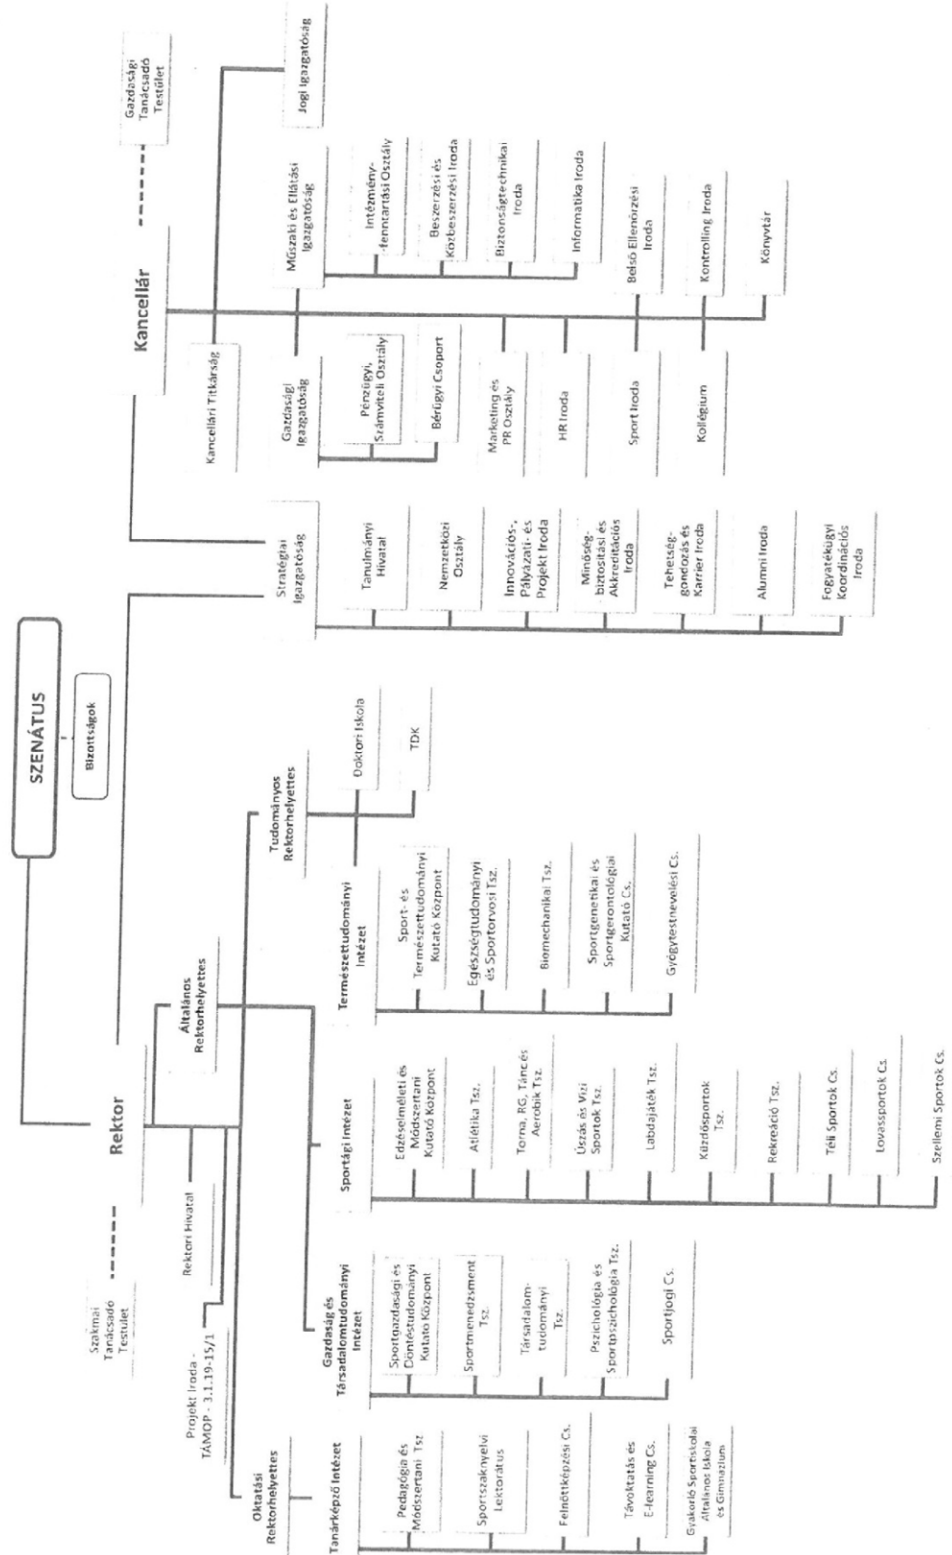 SZENÁTUS
Bizottságok
Szakmai
Tanácsadó
Testület
Rektor
Kancellár
Gazdasági
Tanácsadó
Testület
Rektori Hivatal
Projekt Iroda -
TÁMOP - 3.1.19-15/1
Általános
Rektorhelyettes
Oktatási
Rektorhelyettes
Tudományos
Rektorhelyettes
Tanárképző Intézet
Pedagógia és
Módszertani Tsz
Sportszaknyelvi
Lektorátus
Felnőttképzési Cs.
Távoktatás és
E-learning Cs.
Gyakorló Sportiskolai
Általános Iskola
és Gimnázium
Gazdaság és
Társadalomtudományi
Intézet
Sportgazdasági és
Döntéstudományi
Kutató Központ
Sportmenedzsment
Tsz.
Társadalom-
tudományi
Tsz.
Pszichológia és
Sportpszichológia Tsz.
Sportjogi Cs.
Sportági Intézet
Edzéselméleti és
Módszertani
Kutató Központ
Atlétika Tsz.
Torna, RG, Tánc és
Aerobik Tsz.
Úszás és Vizi
Sportok Tsz.
Labdajáték Tsz.
Küzdősportok
Tsz.
Rekreáció Tsz.
Téli Sportok Cs.
Lovassportok Cs.
Szellemi Sportok Cs.
Természettudományi
Intézet
Sport- és
Természettudományi
Kutató Központ
Egészségtudományi
és Sportorvosi Tsz.
Biomechanikai Tsz.
Sportgenetikai és
Sportgerontológiai
Kutató Cs.
Gyógytestnevelési Cs.
Doktori Iskola
TDK
Stratégiai
Igazgatóság
Tanulmányi
Hivatal
Nemzetközi
Osztály
Innovációs-,
Pályázati- és
Projekt Iroda
Minőség-
biztosítási és
Akkreditációs
Iroda
Tehetség-
gondozás és
Karrier Iroda
Alumni Iroda
Fogyatékügyi
Koordinációs
Iroda
Kancellári Titkárság
Jogi Igazgatóság
Gazdasági
Igazgatóság
Pénzügyi,
Számviteli Osztály
Bérügyi Csoport
Műszaki és Ellátási
Igazgatóság
Intézmény-
-fenntartási Osztály
Beszerzési és
Közbeszerzési Iroda
Biztonságtechnikai
Iroda
Informatika Iroda
Marketing és
PR Osztály
HR Iroda
Sport Iroda
Kollégium
Belső Ellenőrzési
Iroda
Kontrolling Iroda
Könyvtár